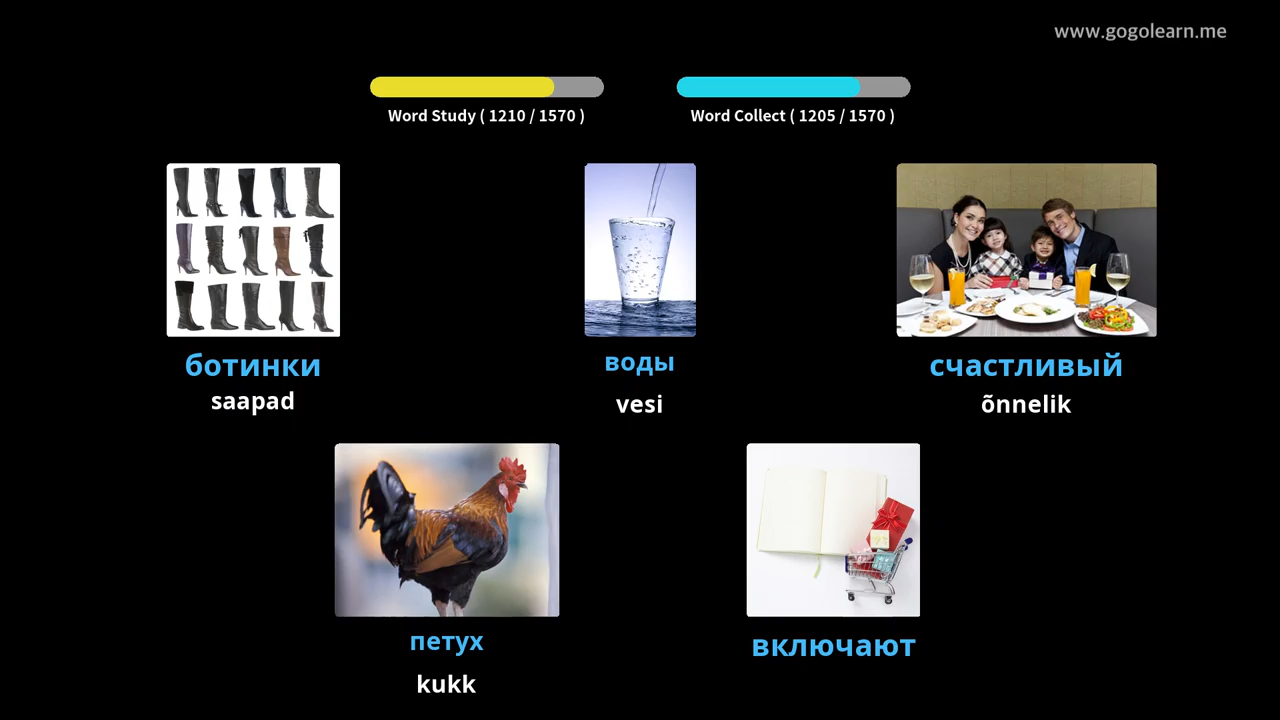 www.gogolearn.me
Word Study ( 1210 / 1570 )
Word Collect ( 1205 / 1570 )
ботинки
saapad
воды
vesi
счастливый
õnnelik
петух
kukk
включают